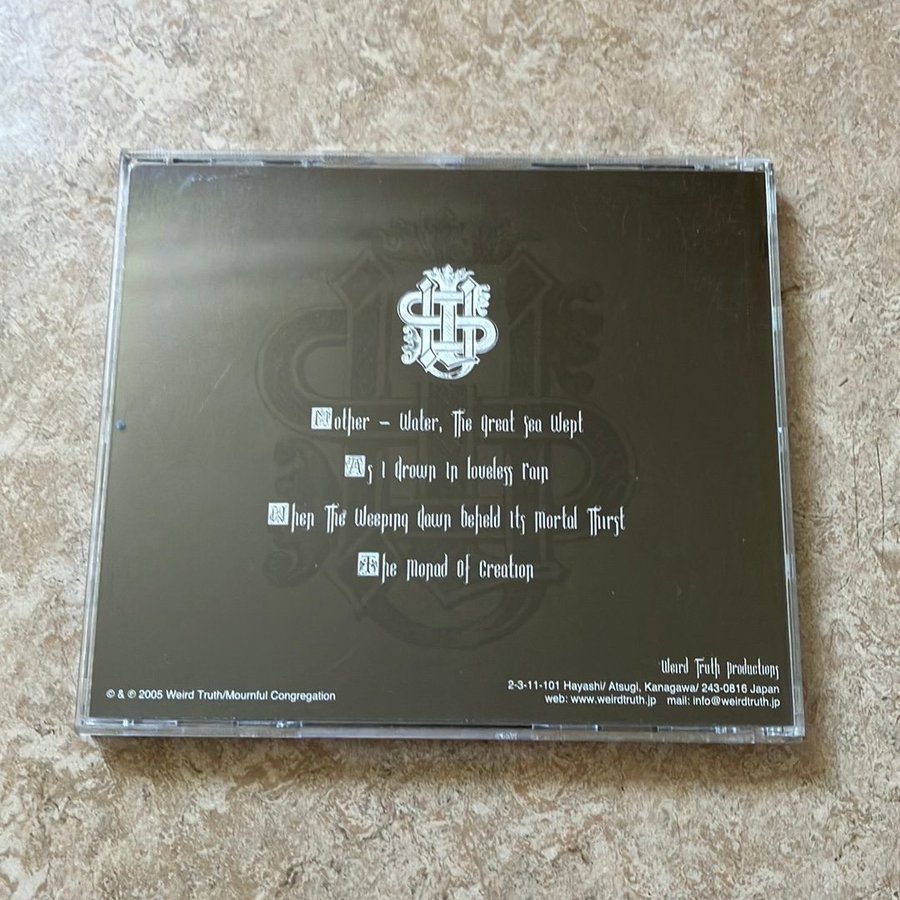 Mother – Water, The Great Sea Wept
As I Drown In Loveless Rain
When The Weeping Dawn Beheld Its Mortal Thirst
The Monad Of Creation
Weird Truth Productions
2-3-11-101 Hayashi/ Atsugi, Kanagawa/ 243-0816 Japan
© & ℗ 2005 Weird Truth/Mournful Congregation
web: www.weirdtruth.jp mail: info@weirdtruth.jp